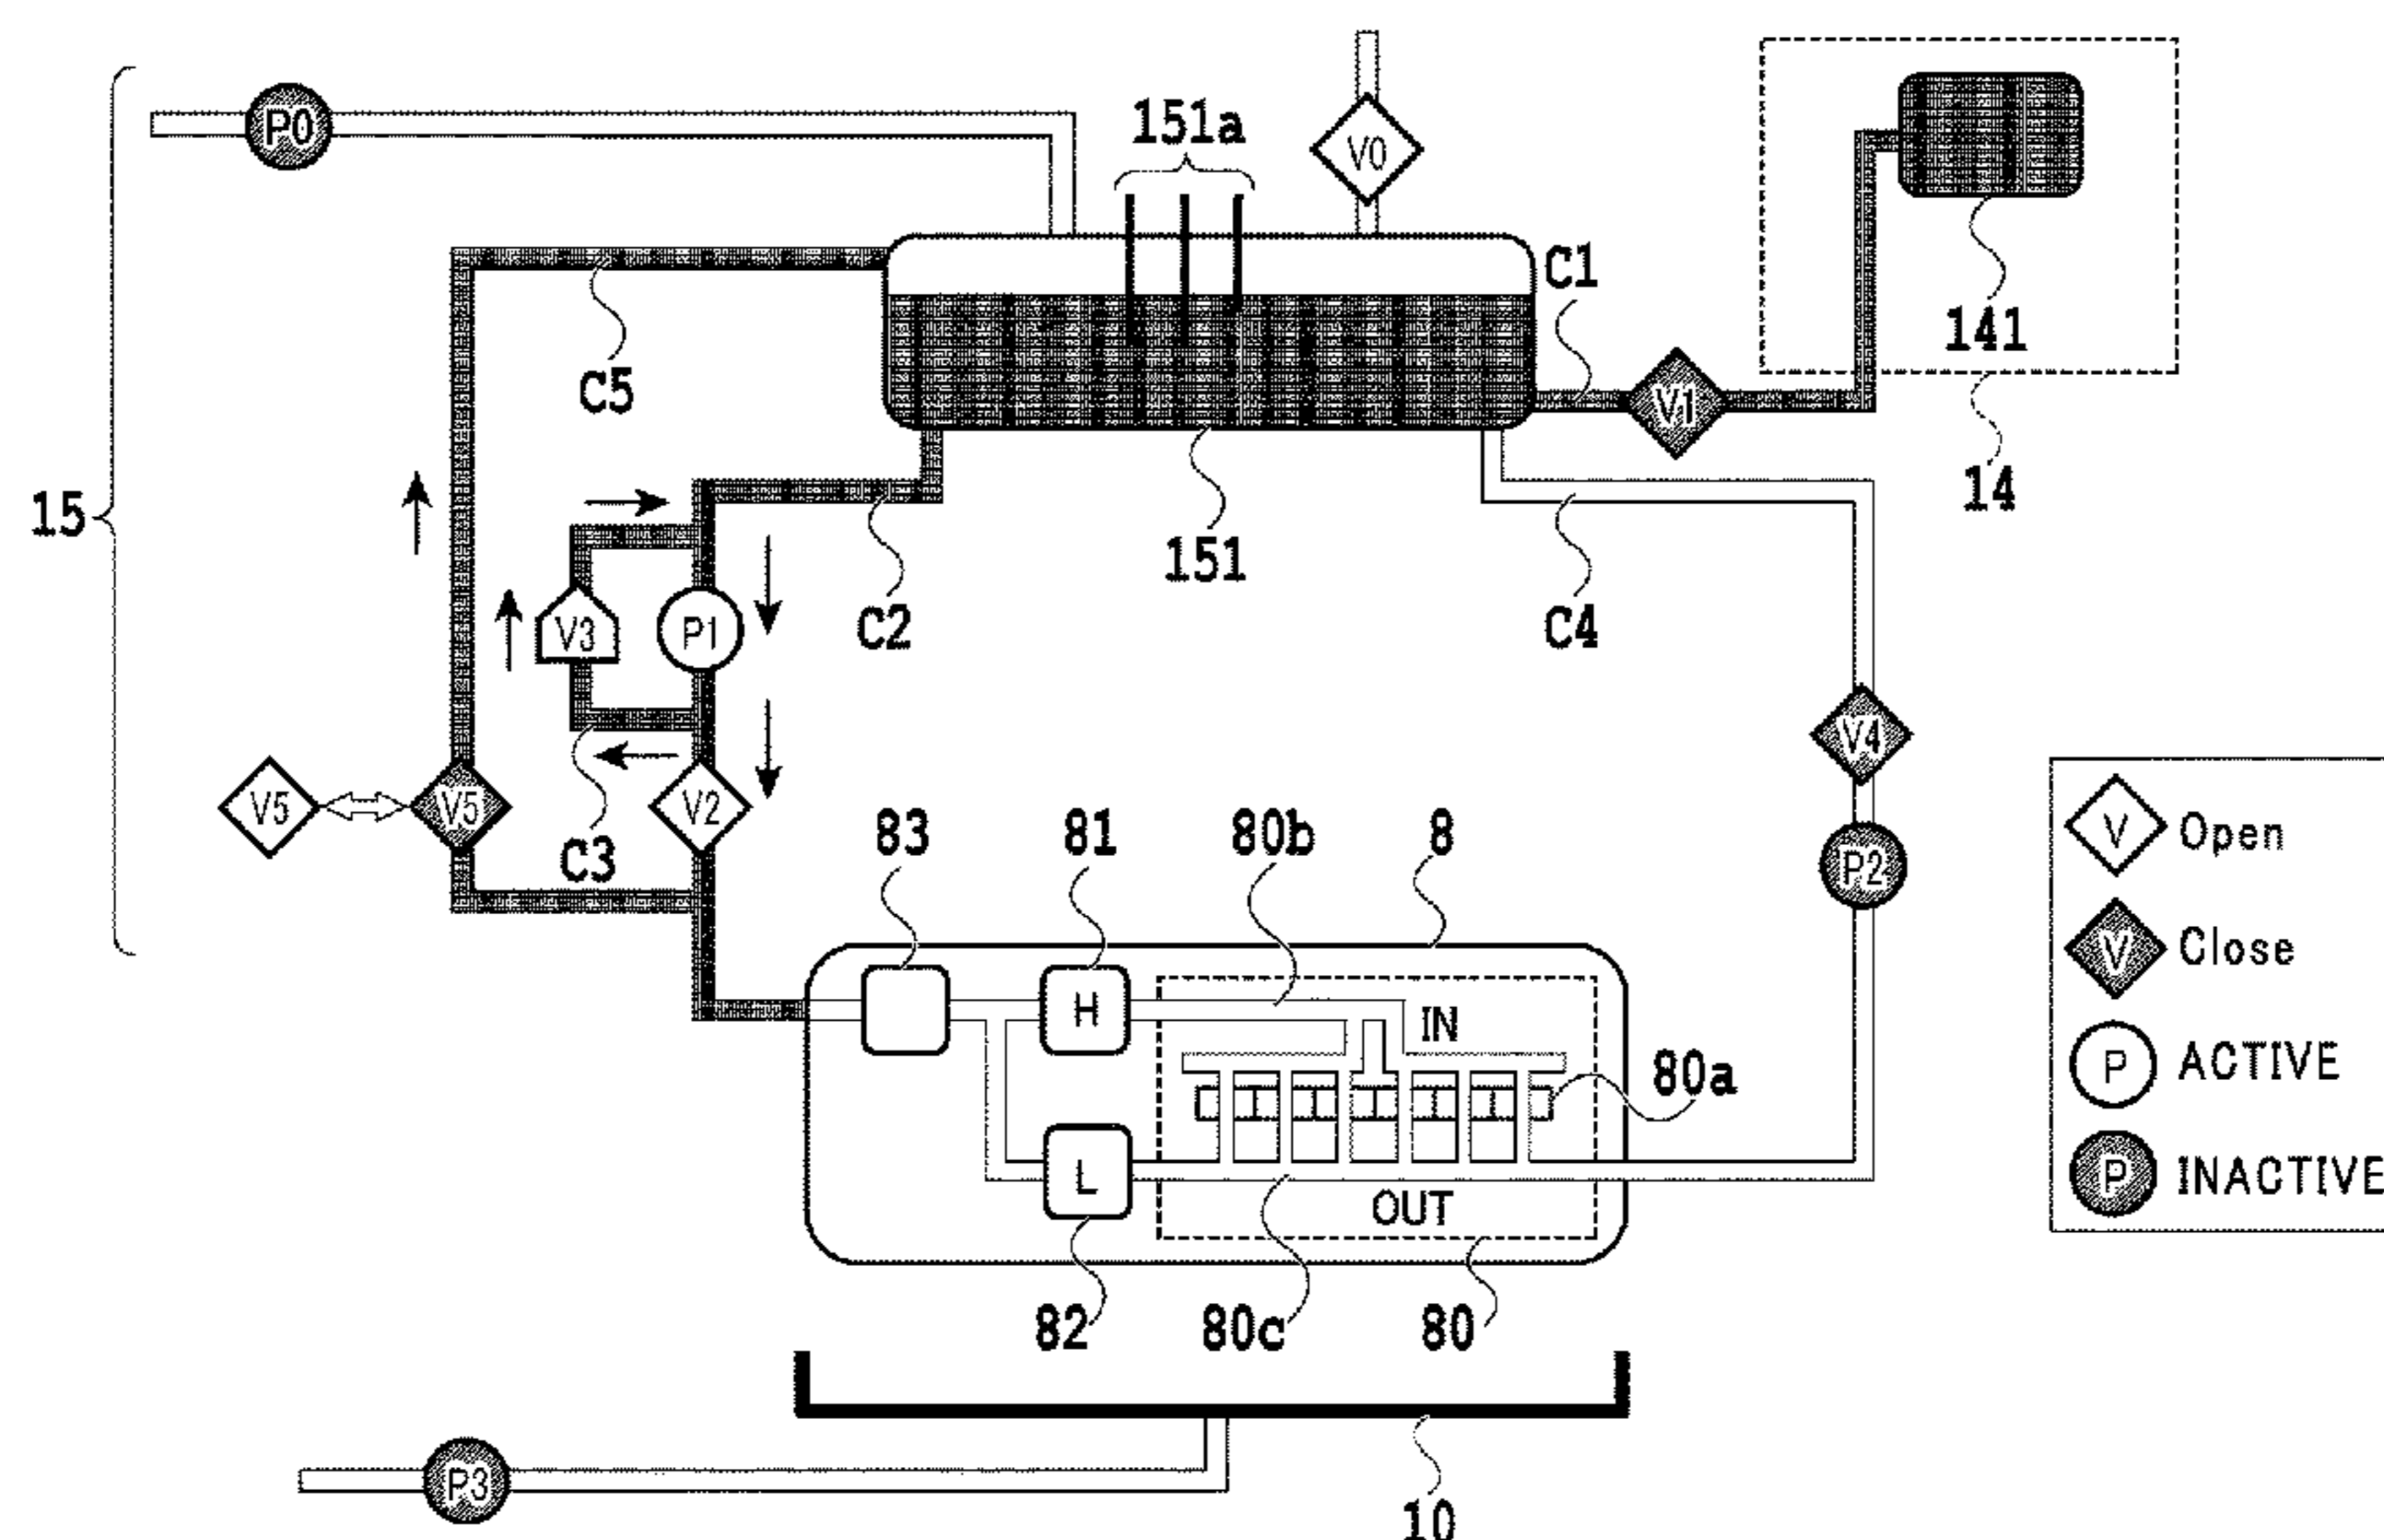 P0
151a
V0
C1
141
C5
V1
15
14
151
V3
P1
C2
C4
V4
V5
V5
V2
C3
83
81
80b
8
P2
V Open
V Close
P ACTIVE
P INACTIVE
H
IN
80a
L
OUT
82
80c
80
P3
10